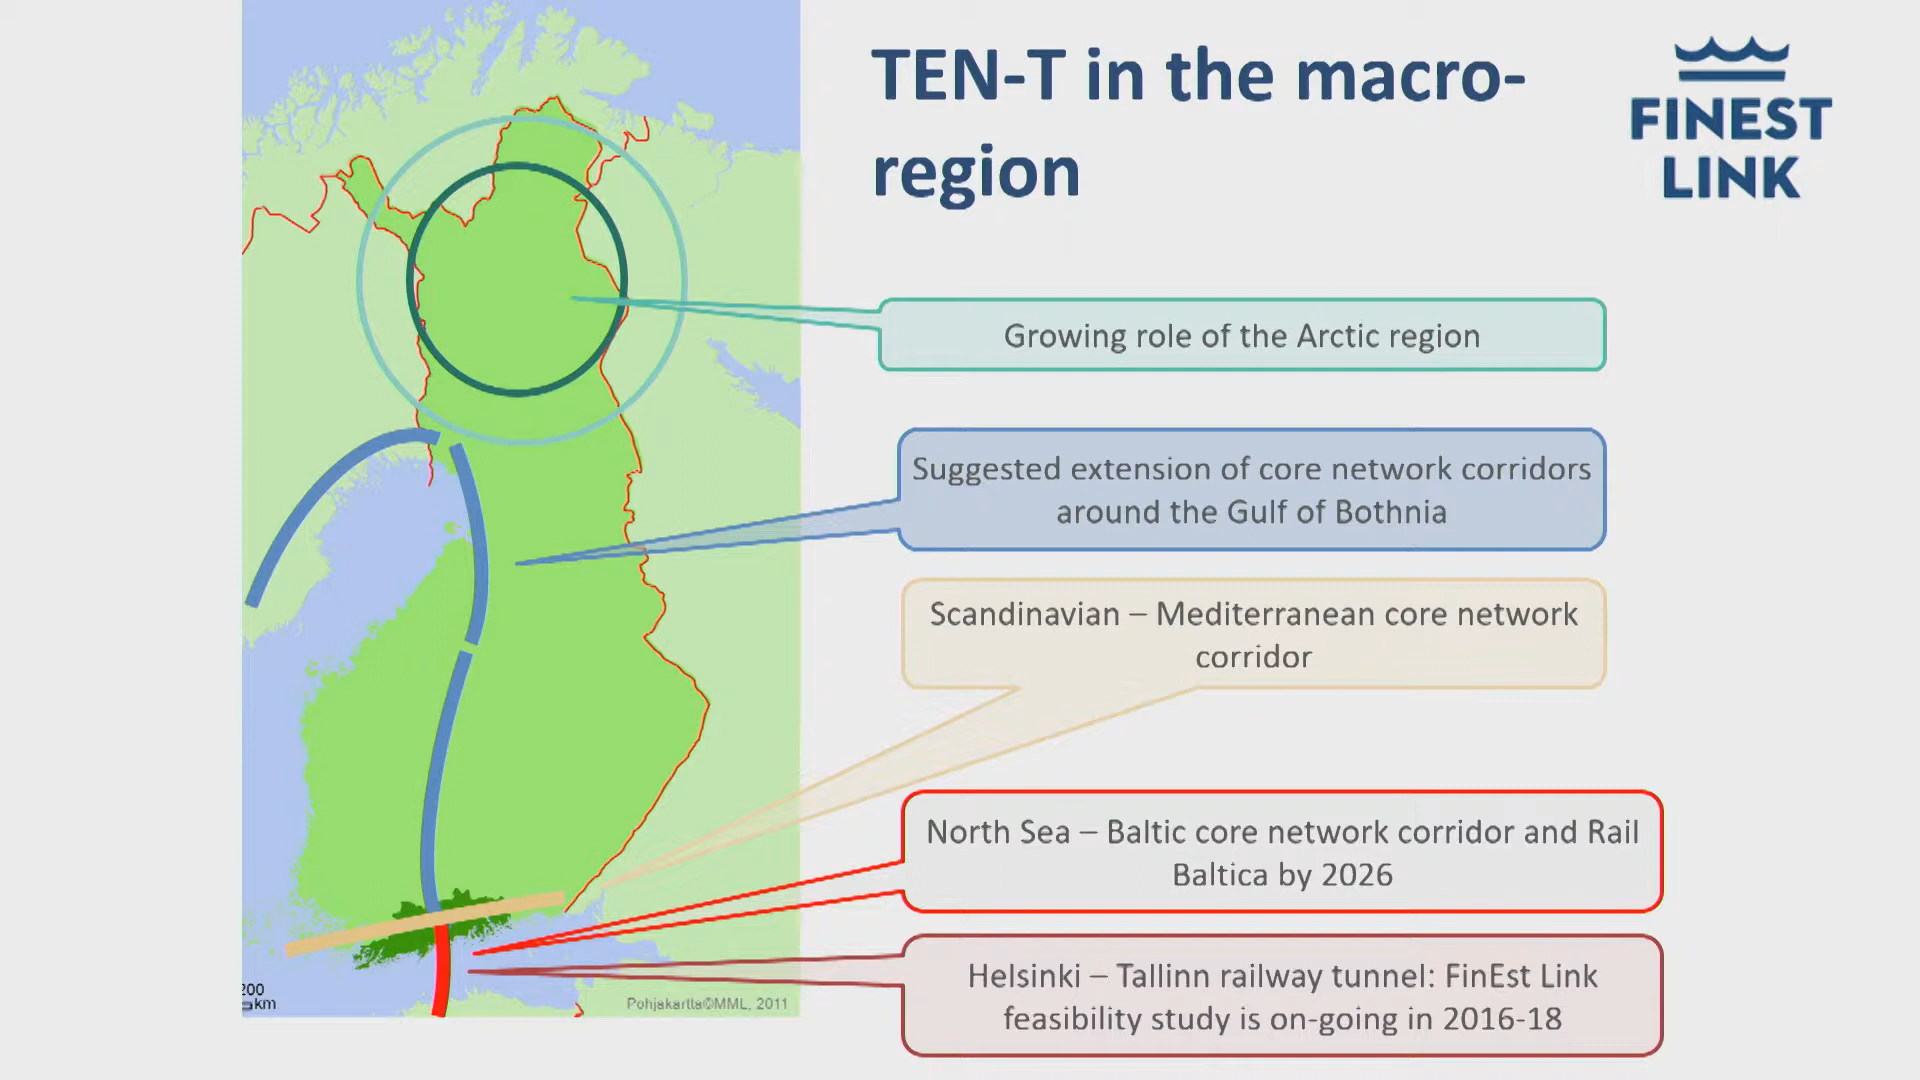 TEN-T in the macro-
region
FINEST
LINK
Growing role of the Arctic region
Suggested extension of core network corridors
around the Gulf of Bothnia
Scandinavian – Mediterranean core network
corridor
North Sea – Baltic core network corridor and Rail
Baltica by 2026
Helsinki – Tallinn railway tunnel: FinEst Link
feasibility study is on-going in 2016-18
200
km
Pohjakartta©MML, 2011